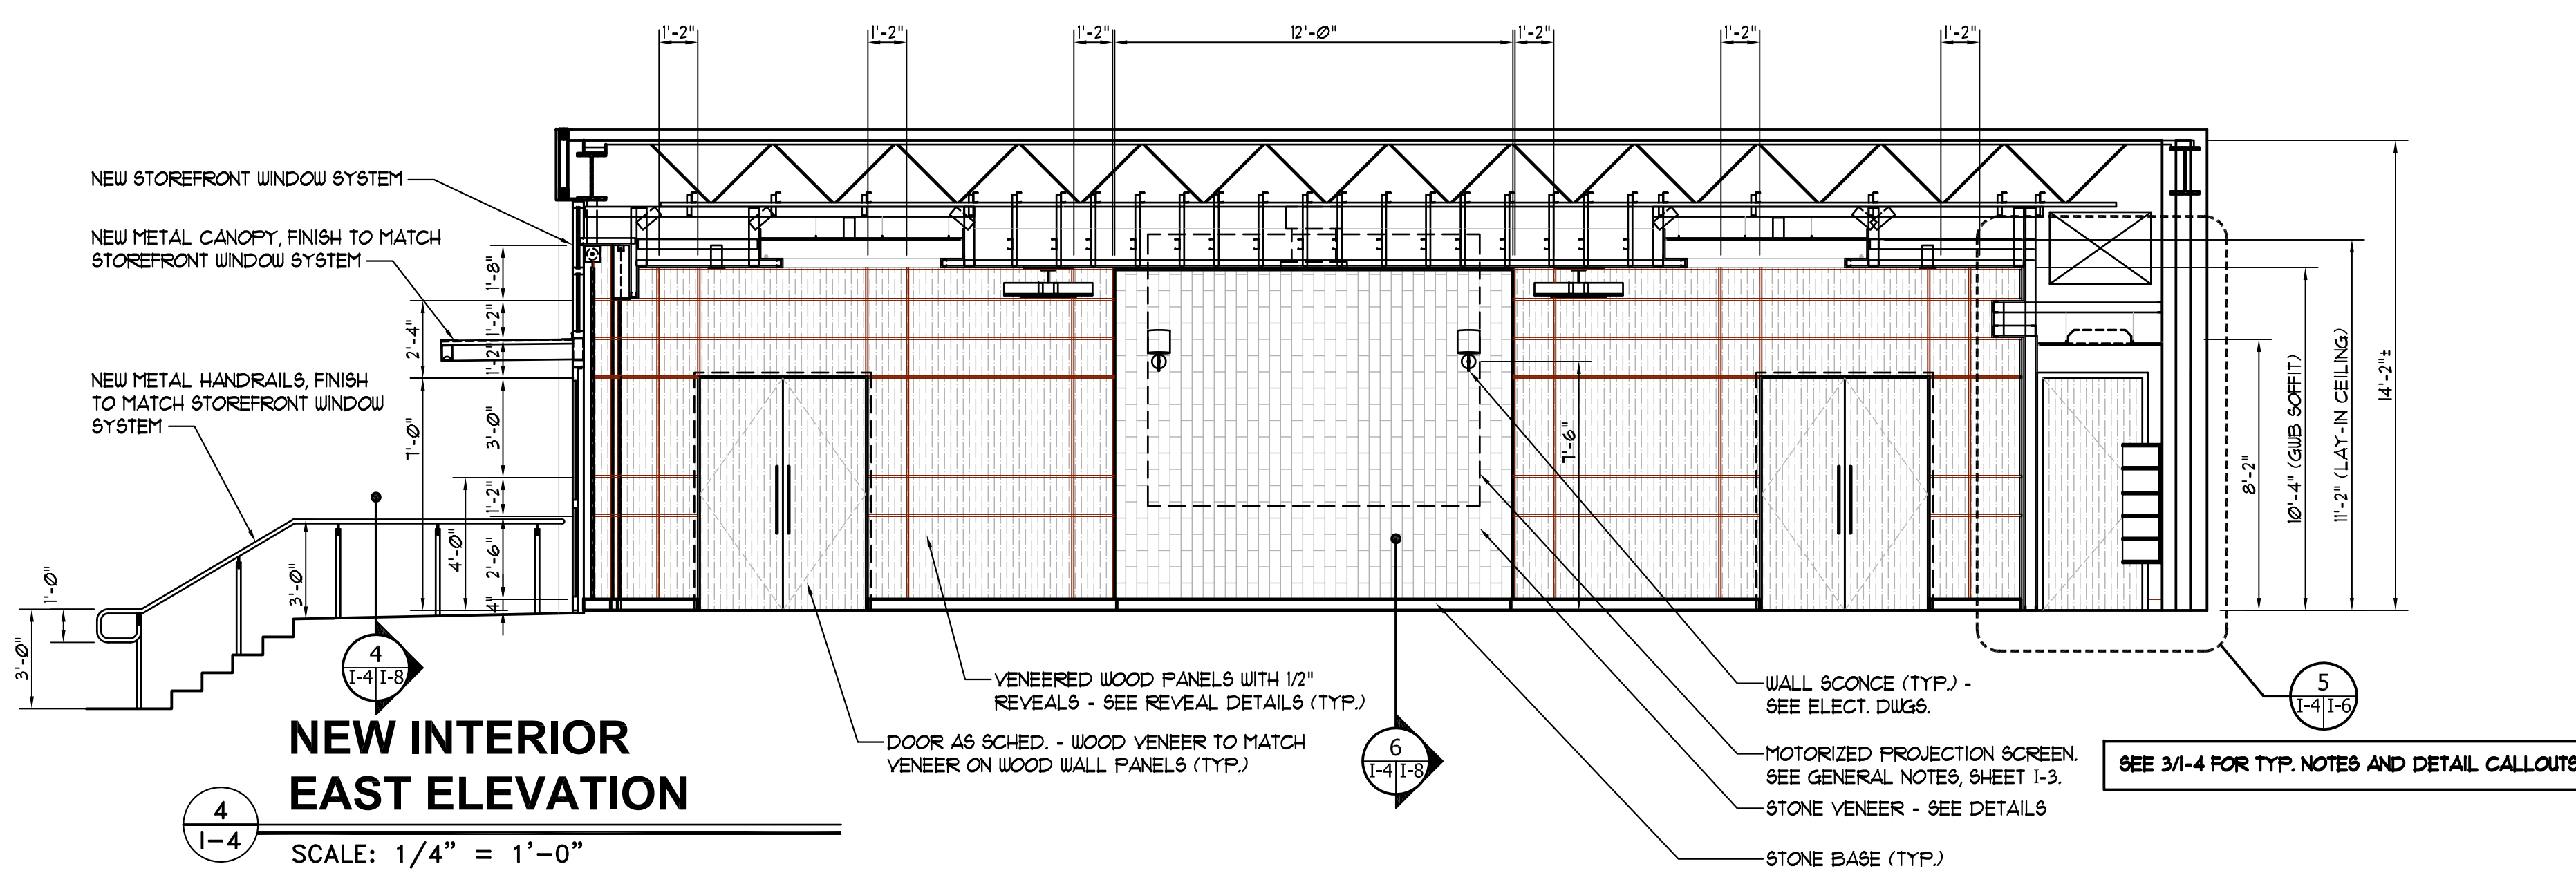 1'-2"
1'-2"
1'-2"
12'-0"
1'-2"
1'-2"
1'-2"
NEW STOREFRONT WINDOW SYSTEM
NEW METAL CANOPY, FINISH TO MATCH
STOREFRONT WINDOW SYSTEM
NEW METAL HANDRAILS, FINISH
TO MATCH STOREFRONT WINDOW
SYSTEM
1'-8"
2'-4"
1'-2"
1'-2"
7'-0"
3'-0"
4'-0"
1'-2"
2'-6"
4"
3'-0"
1'-0"
3'-0"
7'-6"
8'-2"
10'-4" (GWB SOFFIT)
11'-2" (LAY-IN CEILING)
14'-2"±
4
I-4 I-8
VENEERED WOOD PANELS WITH 1/2"
REVEALS - SEE REVEAL DETAILS (TYP.)
DOOR AS SCHED. - WOOD VENEER TO MATCH
VENEER ON WOOD WALL PANELS (TYP.)
6
I-4 I-8
WALL SCONCE (TYP.) -
SEE ELECT. DWGS.
MOTORIZED PROJECTION SCREEN.
SEE GENERAL NOTES, SHEET I-3.
STONE VENEER - SEE DETAILS
STONE BASE (TYP.)
5
I-4 I-6
SEE 3/I-4 FOR TYP. NOTES AND DETAIL CALLOUTS
NEW INTERIOR
EAST ELEVATION
4
I-4
SCALE: 1/4" = 1'-0"